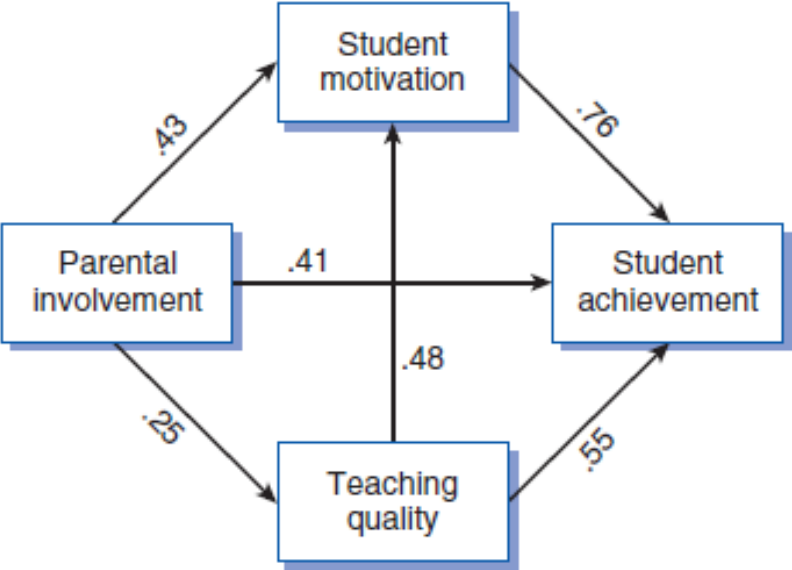 Student
motivation
.43
.76
Parental
involvement
.41
Student
achievement
.48
.25
.55
Teaching
quality